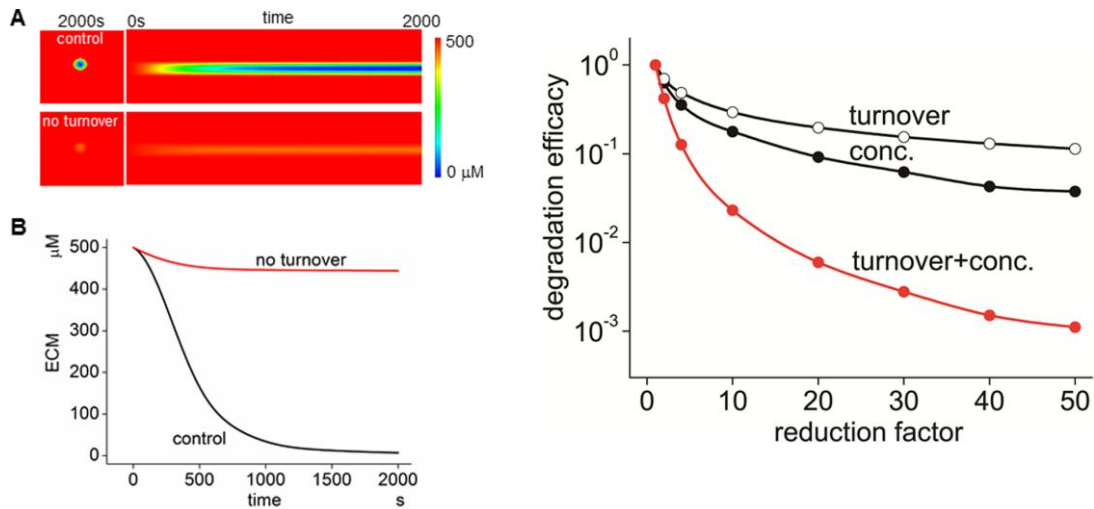 A
2000s 0s time 2000
control
500
no turnover
0 μM
B
μM
500
400
300
200
100
0
ECM
no turnover
control
0 500 1000 1500 2000
time s
10⁰
10⁻¹
10⁻²
10⁻³
degradation efficacy
turnover
conc.
turnover+conc.
0 10 20 30 40 50
reduction factor